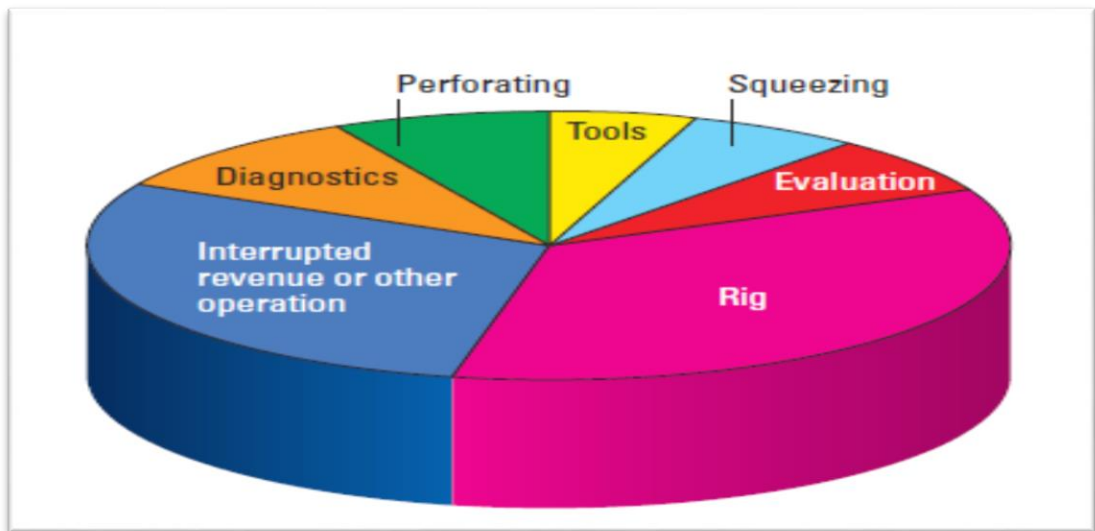 Perforating
Squeezing
Tools
Diagnostics
Evaluation
Interrupted
revenue or other
operation
Rig